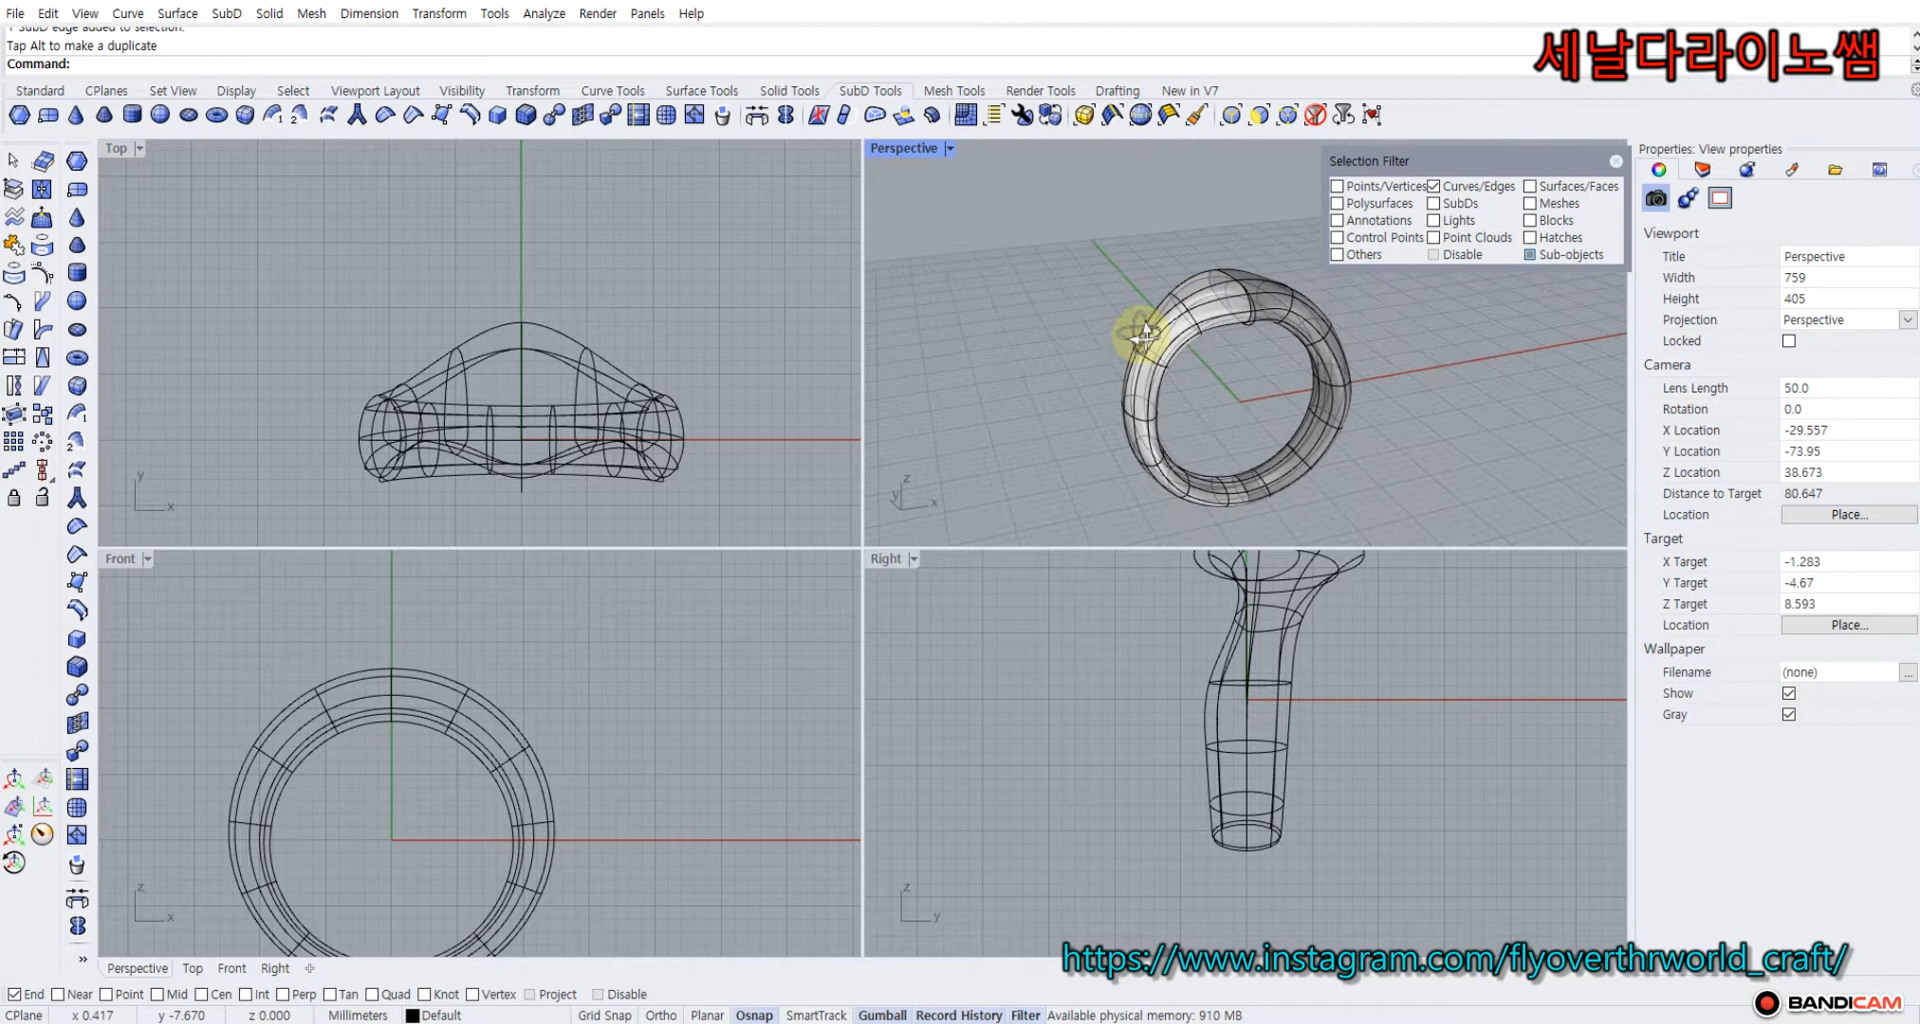 File Edit View Curve Surface SubD Solid Mesh Dimension Transform Tools Analyze Render Panels Help
1 SubD edge added to selection.
Tap Alt to make a duplicate
Command:
세날다라이노쌤
Standard CPlanes Set View Display Select Viewport Layout Visibility Transform Curve Tools Surface Tools Solid Tools SubD Tools Mesh Tools Render Tools Drafting New in V7
Top
Perspective
Selection Filter
Points/Vertices Curves/Edges Surfaces/Faces
Polysurfaces SubDs Meshes
Annotations Lights Blocks
Control Points Point Clouds Hatches
Others Disable Sub-objects
Properties: View properties
Viewport
Title Perspective
Width 759
Height 405
Projection Perspective
Locked
Camera
Lens Length 50.0
Rotation 0.0
X Location -29.557
Y Location -73.95
Z Location 38.673
Distance to Target 80.647
Location Place...
Target
X Target -1.283
Y Target -4.67
Z Target 8.593
Location Place...
Wallpaper
Filename (none) ...
Show
Gray
y
x
z
y
x
Front
Right
z
x
z
y
https://www.instagram.com/flyoverthrworld_craft/
Perspective Top Front Right
End Near Point Mid Cen Int Perp Tan Quad Knot Vertex Project Disable
BANDICAM
CPlane x 0.417 y -7.670 z 0.000 Millimeters Default Grid Snap Ortho Planar Osnap SmartTrack Gumball Record History Filter Available physical memory: 910 MB